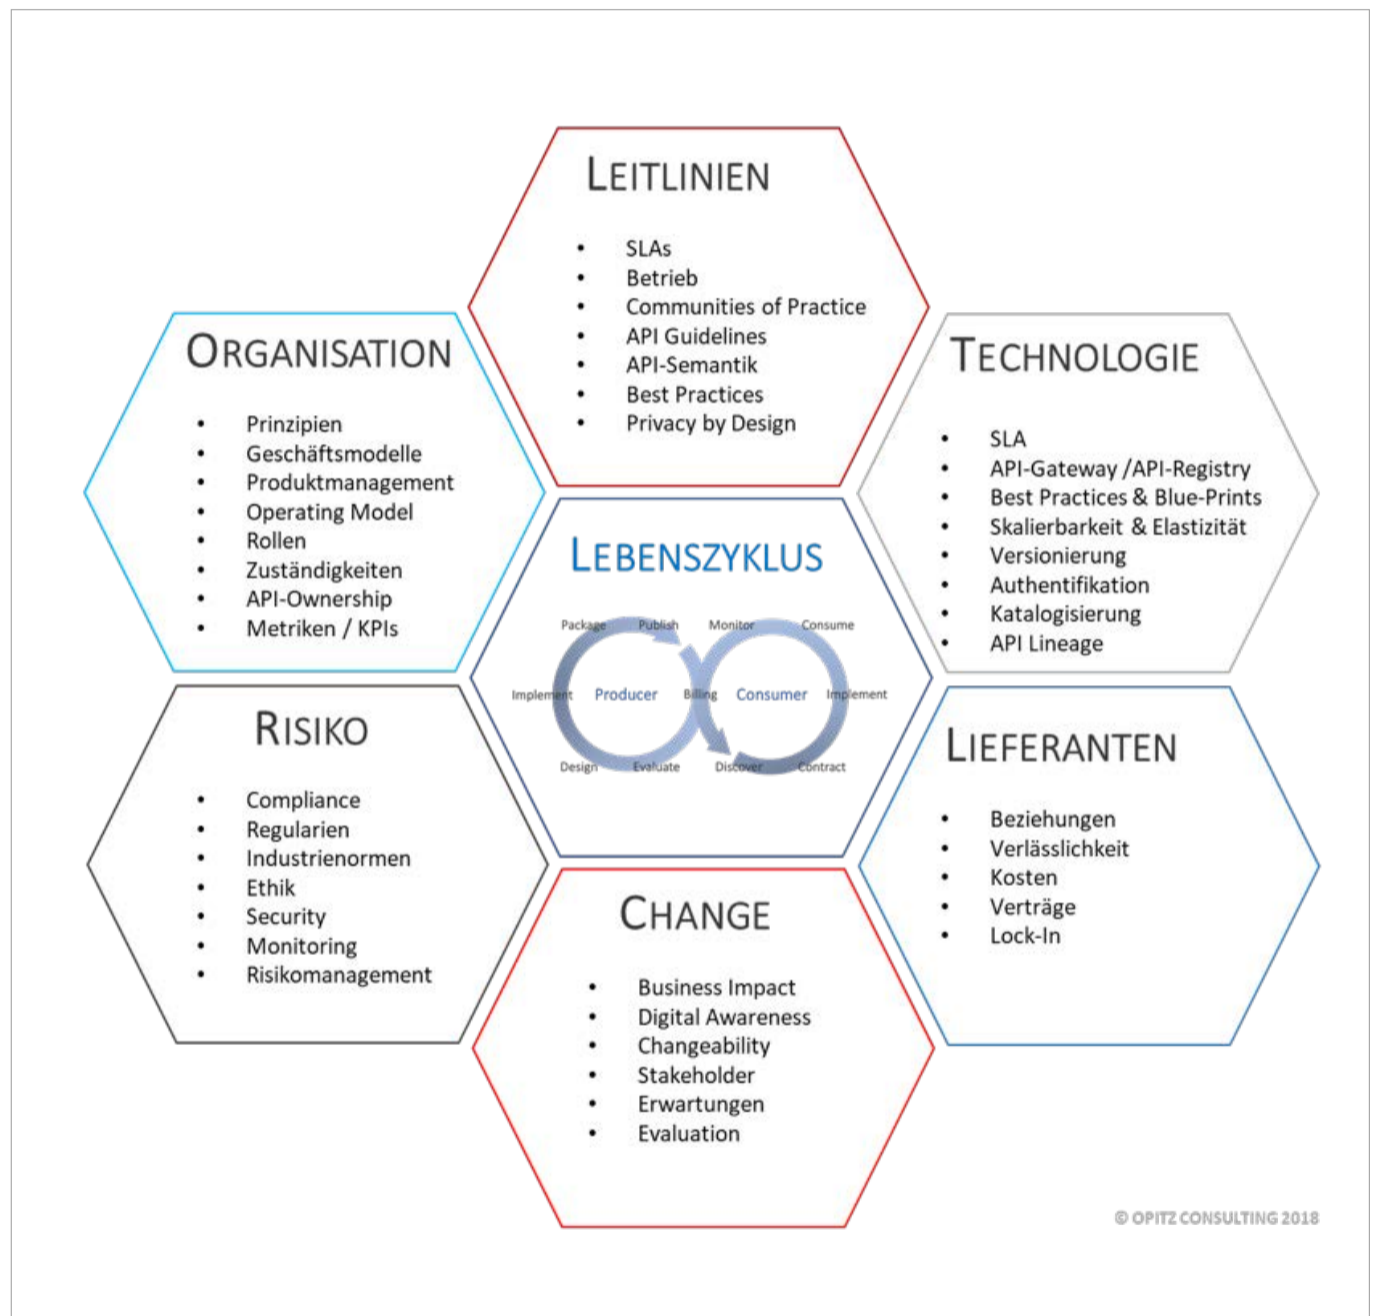 LEITLINIEN
• SLAs
• Betrieb
• Communities of Practice
• API Guidelines
• API-Semantik
• Best Practices
• Privacy by Design
ORGANISATION
• Prinzipien
• Geschäftsmodelle
• Produktmanagement
• Operating Model
• Rollen
• Zuständigkeiten
• API-Ownership
• Metriken / KPIs
TECHNOLOGIE
• SLA
• API-Gateway /API-Registry
• Best Practices & Blue-Prints
• Skalierbarkeit & Elastizität
• Versionierung
• Authentifikation
• Katalogisierung
• API Lineage
LEBENSZYKLUS
Package Publish Monitor Consume
Implement Producer Billing Consumer Implement
Design Evaluate Discover Contract
RISIKO
• Compliance
• Regularien
• Industrienormen
• Ethik
• Security
• Monitoring
• Risikomanagement
LIEFERANTEN
• Beziehungen
• Verlässlichkeit
• Kosten
• Verträge
• Lock-In
CHANGE
• Business Impact
• Digital Awareness
• Changeability
• Stakeholder
• Erwartungen
• Evaluation
© OPITZ CONSULTING 2018